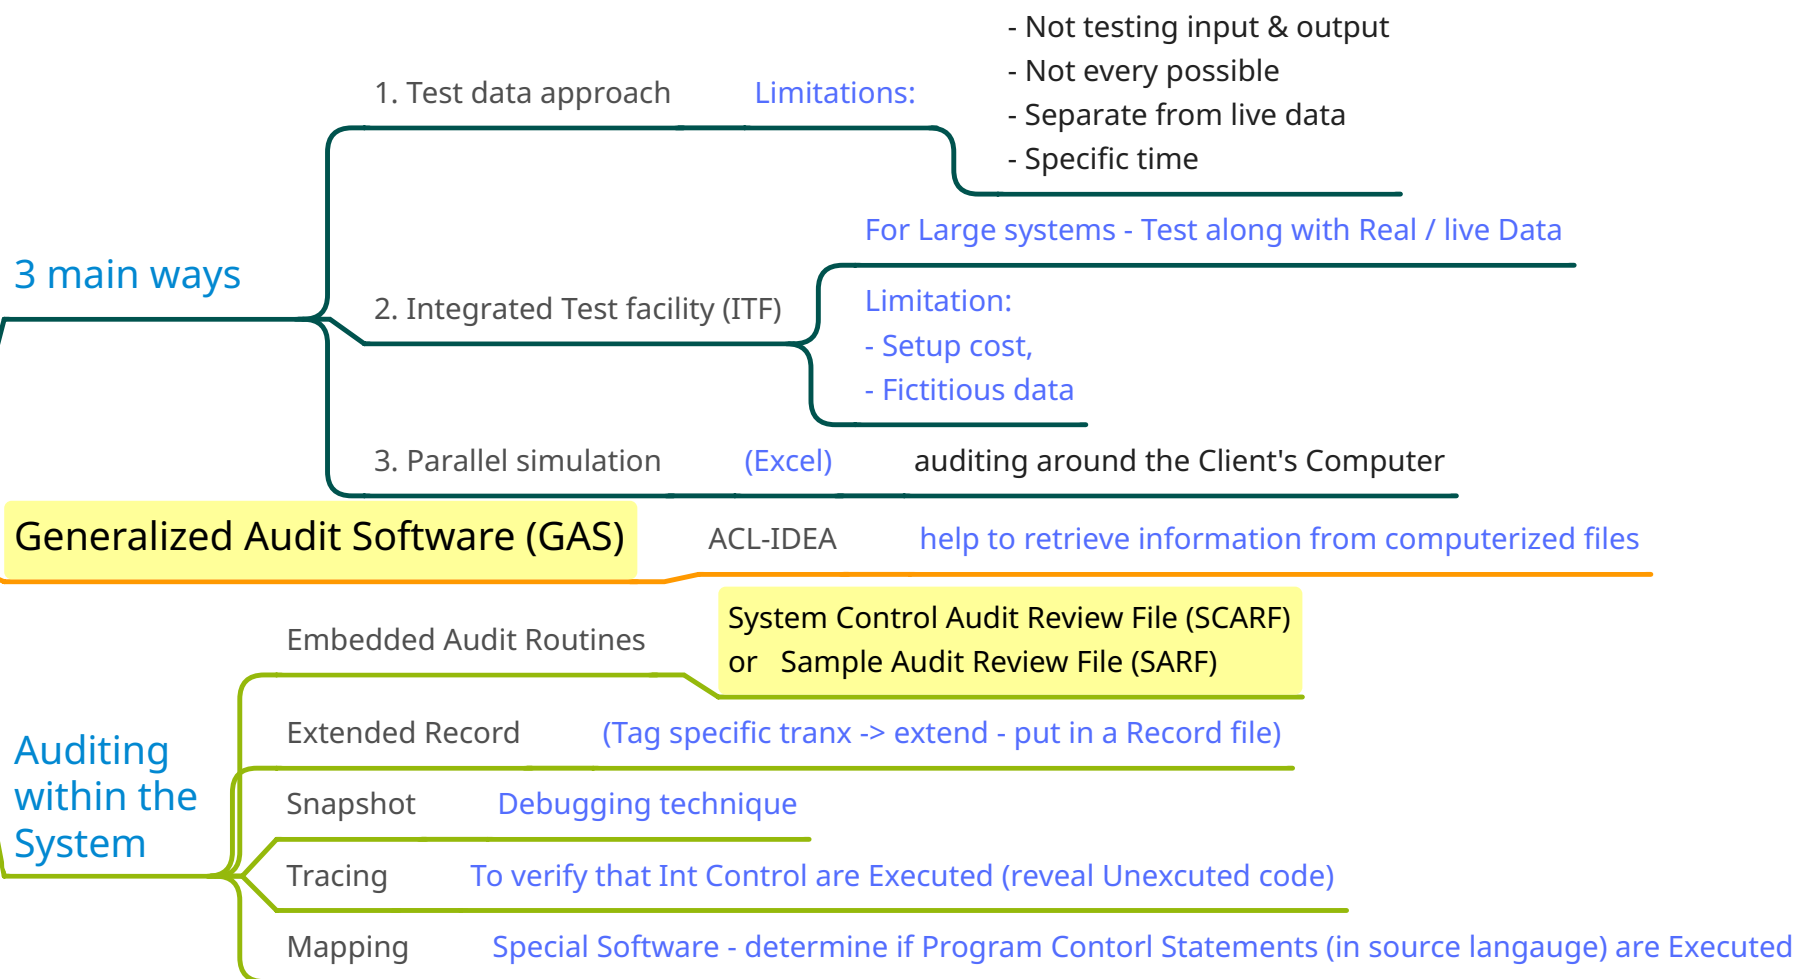 3 main ways
1. Test data approach
Limitations:
- Not testing input & output
- Not every possible
- Separate from live data
- Specific time
2. Integrated Test facility (ITF)
For Large systems - Test along with Real / live Data
Limitation:
- Setup cost,
- Fictitious data
3. Parallel simulation
(Excel)
auditing around the Client's Computer
Generalized Audit Software (GAS)
ACL-IDEA
help to retrieve information from computerized files
Auditing
within the
System
Embedded Audit Routines
System Control Audit Review File (SCARF)
or   Sample Audit Review File (SARF)
Extended Record
(Tag specific tranx -> extend - put in a Record file)
Snapshot
Debugging technique
Tracing
To verify that Int Control are Executed (reveal Unexcuted code)
Mapping
Special Software - determine if Program Contorl Statements (in source langauge) are Executed